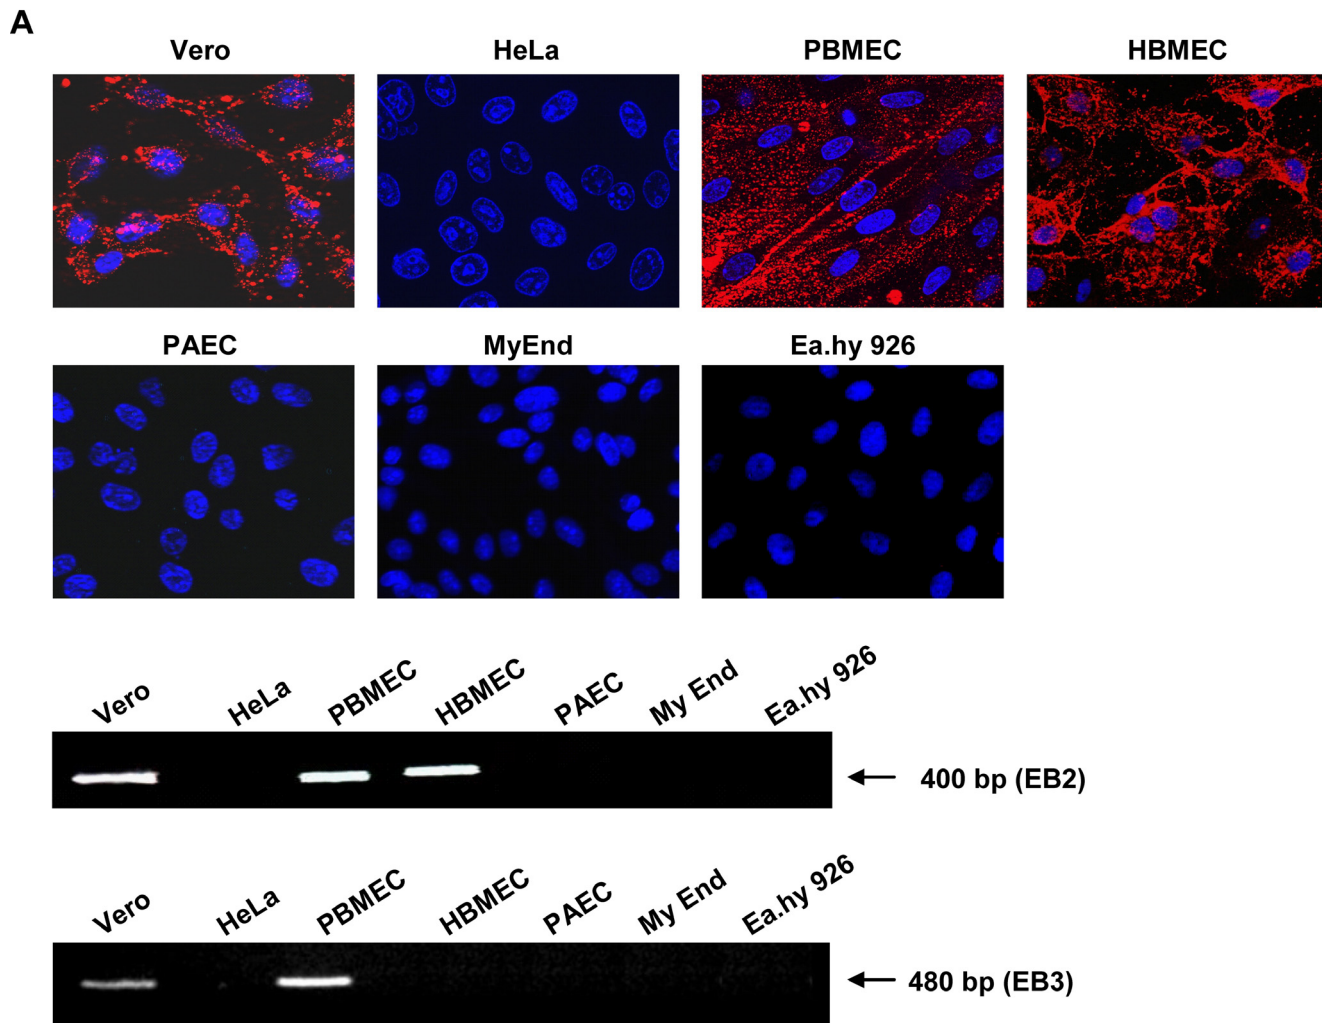 A
Vero HeLa PBMEC HBMEC
PAEC MyEnd Ea.hy 926
Vero HeLa PBMEC HBMEC PAEC My End Ea.hy 926
400 bp (EB2)
Vero HeLa PBMEC HBMEC PAEC My End Ea.hy 926
480 bp (EB3)